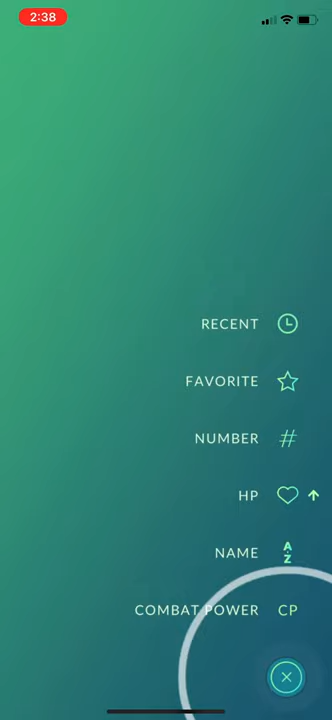 2:38
RECENT
FAVORITE
NUMBER #
HP
NAME A Z
COMBAT POWER CP